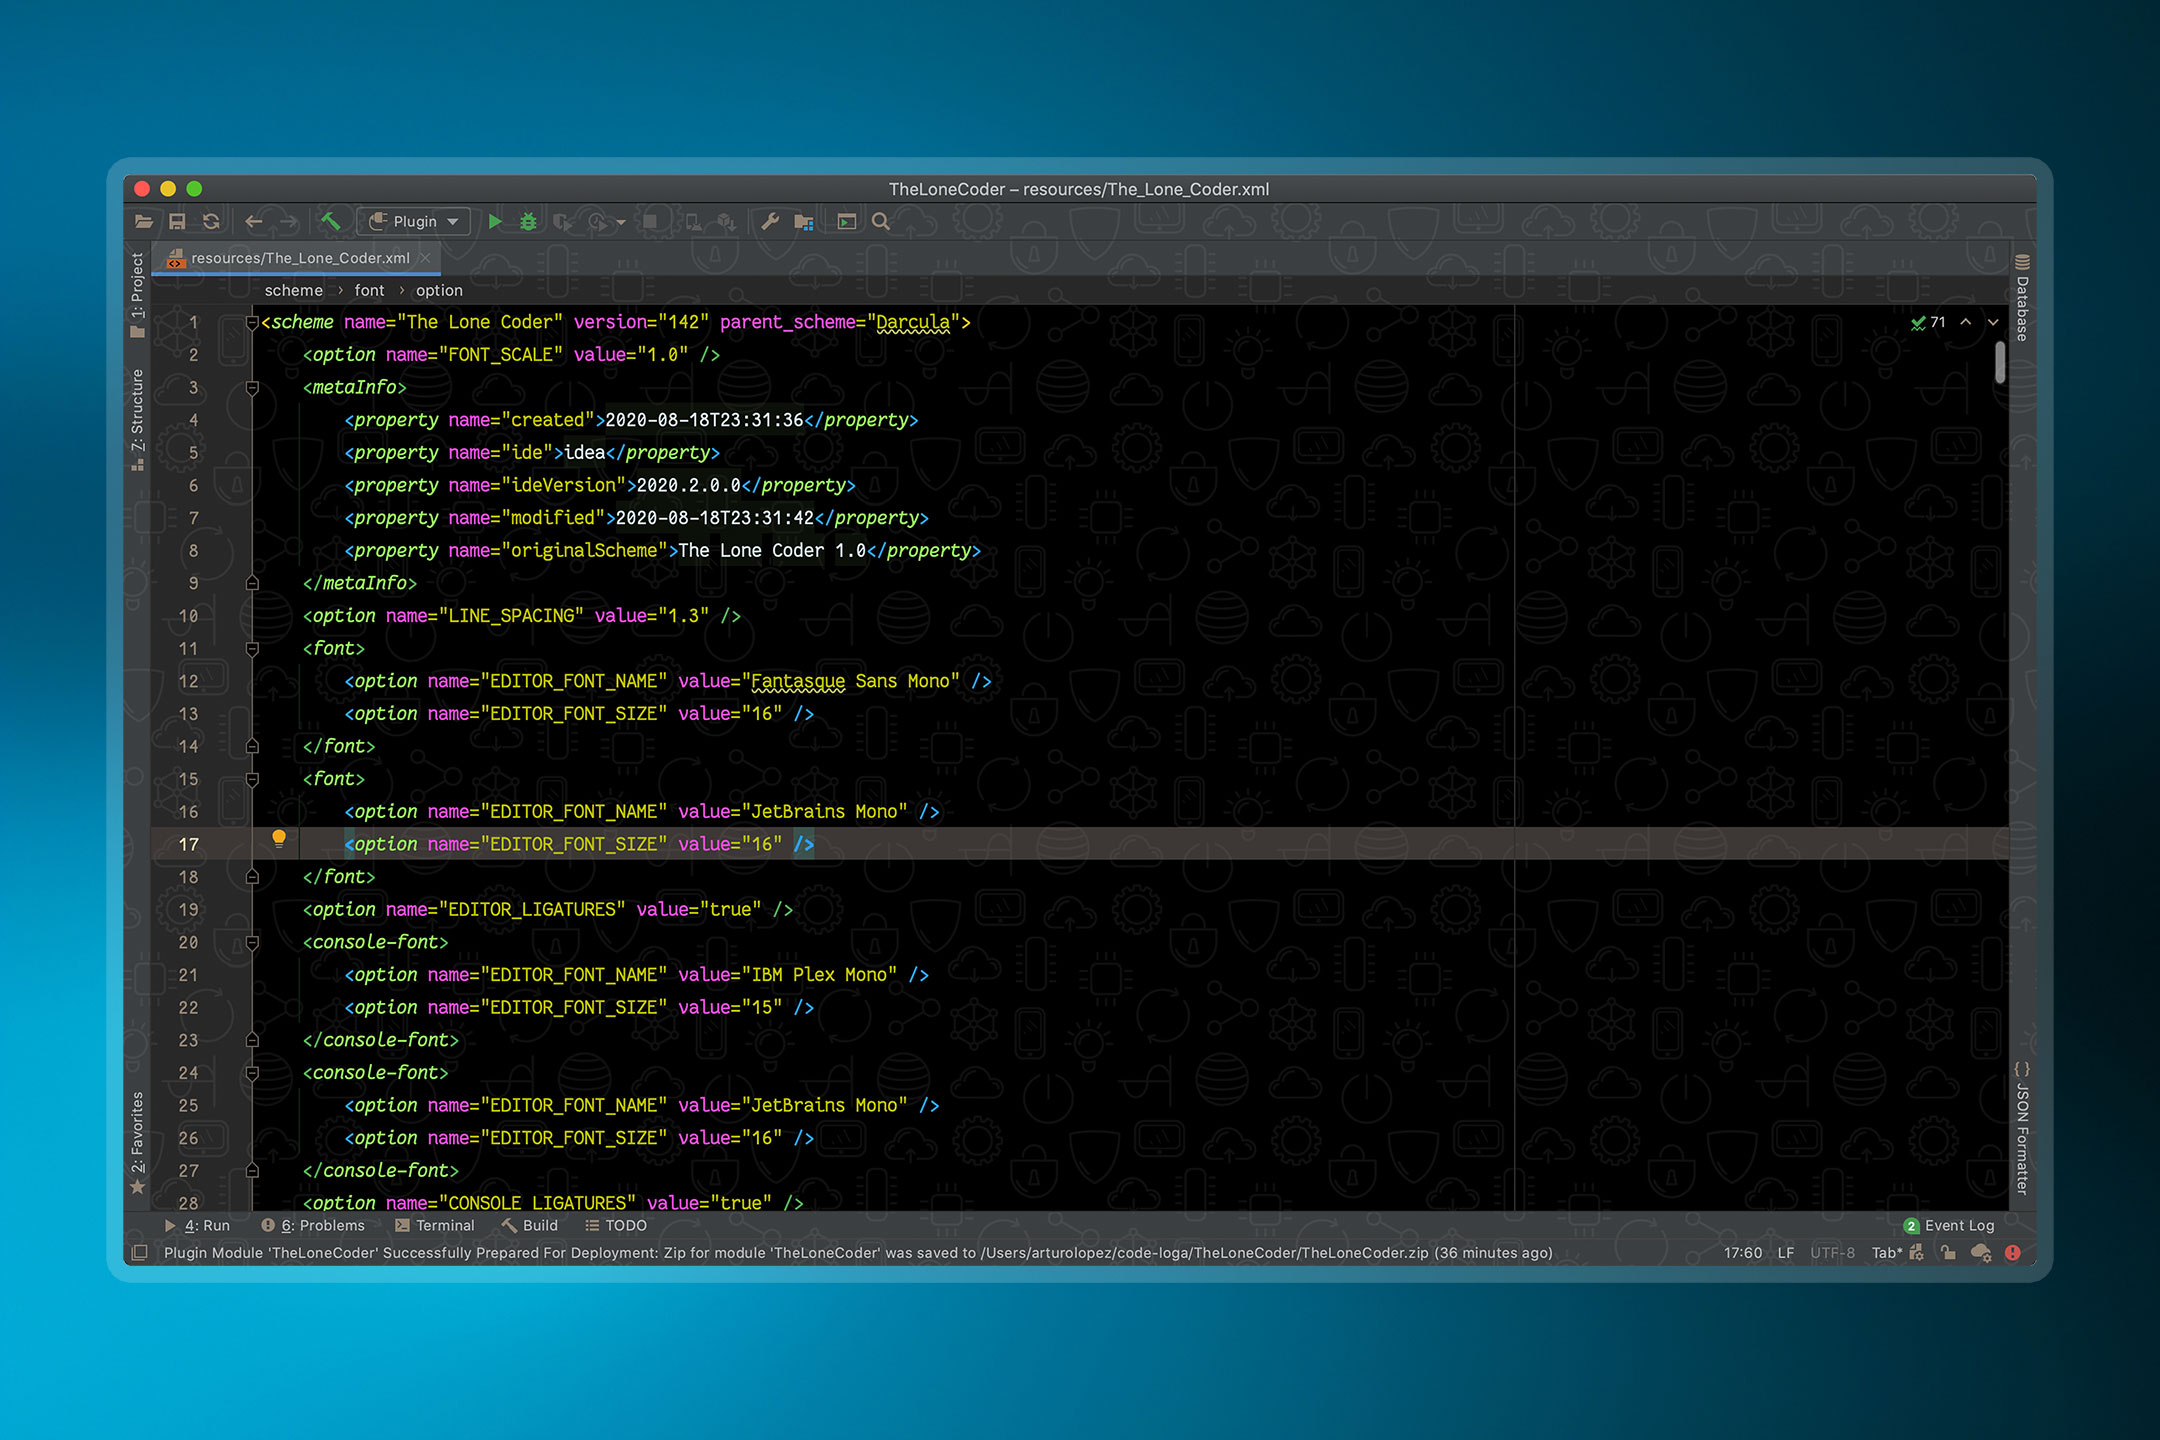 TheLoneCoder – resources/The_Lone_Coder.xml
Plugin
resources/The_Lone_Coder.xml
scheme › font › option
1: Project
Z: Structure
2: Favorites
Database
{ } JSON Formatter
71
1 <scheme name="The Lone Coder" version="142" parent_scheme="Darcula">
2 <option name="FONT_SCALE" value="1.0" />
3 <metaInfo>
4 <property name="created">2020-08-18T23:31:36</property>
5 <property name="ide">idea</property>
6 <property name="ideVersion">2020.2.0.0</property>
7 <property name="modified">2020-08-18T23:31:42</property>
8 <property name="originalScheme">The Lone Coder 1.0</property>
9 </metaInfo>
10 <option name="LINE_SPACING" value="1.3" />
11 <font>
12 <option name="EDITOR_FONT_NAME" value="Fantasque Sans Mono" />
13 <option name="EDITOR_FONT_SIZE" value="16" />
14 </font>
15 <font>
16 <option name="EDITOR_FONT_NAME" value="JetBrains Mono" />
17 <option name="EDITOR_FONT_SIZE" value="16" />
18 </font>
19 <option name="EDITOR_LIGATURES" value="true" />
20 <console-font>
21 <option name="EDITOR_FONT_NAME" value="IBM Plex Mono" />
22 <option name="EDITOR_FONT_SIZE" value="15" />
23 </console-font>
24 <console-font>
25 <option name="EDITOR_FONT_NAME" value="JetBrains Mono" />
26 <option name="EDITOR_FONT_SIZE" value="16" />
27 </console-font>
28 <option name="CONSOLE_LIGATURES" value="true" />
4: Run 6: Problems Terminal Build TODO 2 Event Log
Plugin Module 'TheLoneCoder' Successfully Prepared For Deployment: Zip for module 'TheLoneCoder' was saved to /Users/arturolopez/code-loga/TheLoneCoder/TheLoneCoder.zip (36 minutes ago) 17:60 LF UTF-8 Tab*